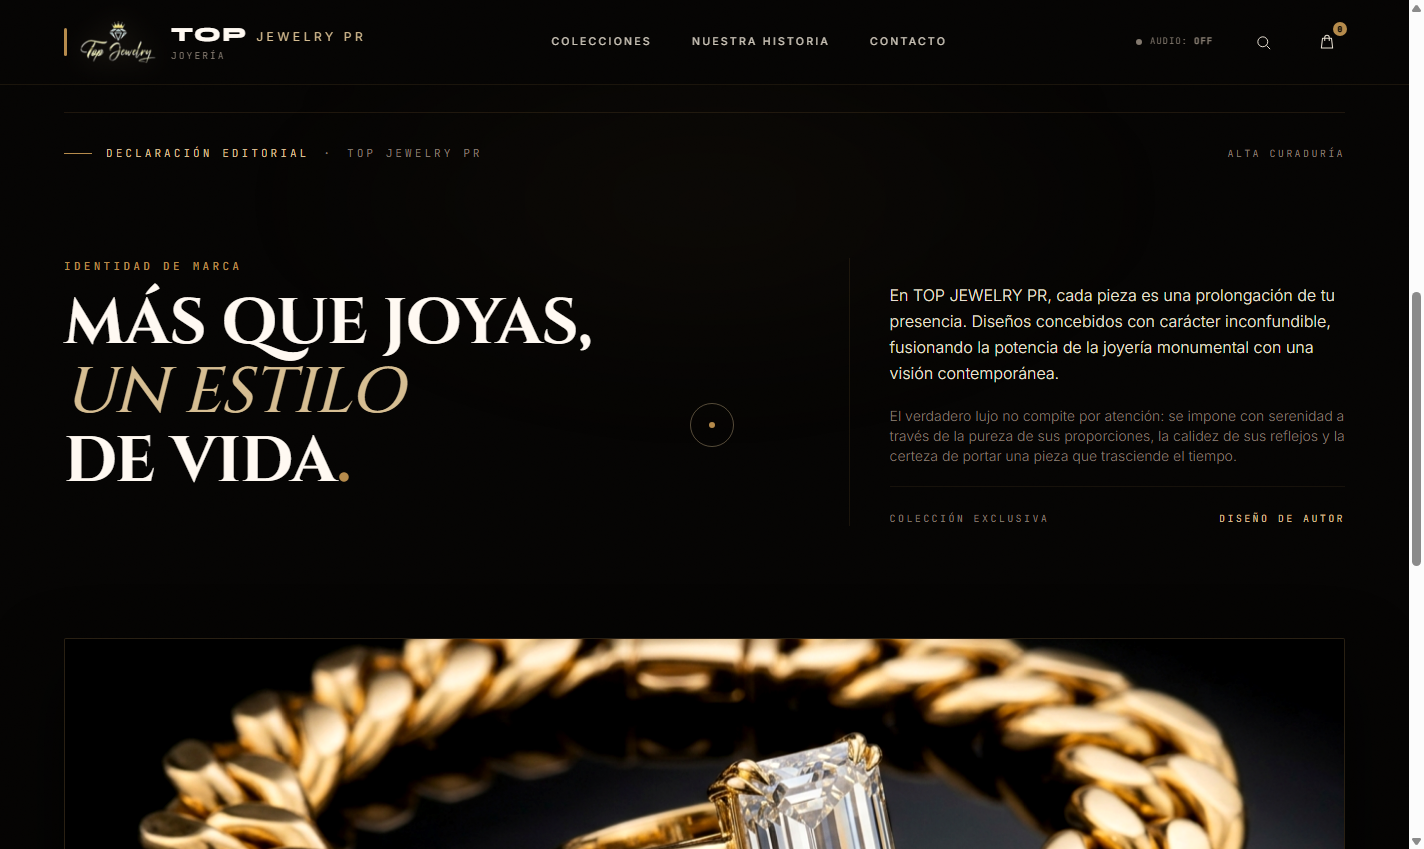 Top Jewelry
TOP JEWELRY PR
JOYERÍA
COLECCIONES
NUESTRA HISTORIA
CONTACTO
AUDIO: OFF
0
DECLARACIÓN EDITORIAL · TOP JEWELRY PR
ALTA CURADURÍA
IDENTIDAD DE MARCA
MÁS QUE JOYAS,
UN ESTILO
DE VIDA.
En TOP JEWELRY PR, cada pieza es una prolongación de tu
presencia. Diseños concebidos con carácter inconfundible,
fusionando la potencia de la joyería monumental con una
visión contemporánea.
El verdadero lujo no compite por atención: se impone con serenidad a
través de la pureza de sus proporciones, la calidez de sus reflejos y la
certeza de portar una pieza que trasciende el tiempo.
COLECCIÓN EXCLUSIVA
DISEÑO DE AUTOR